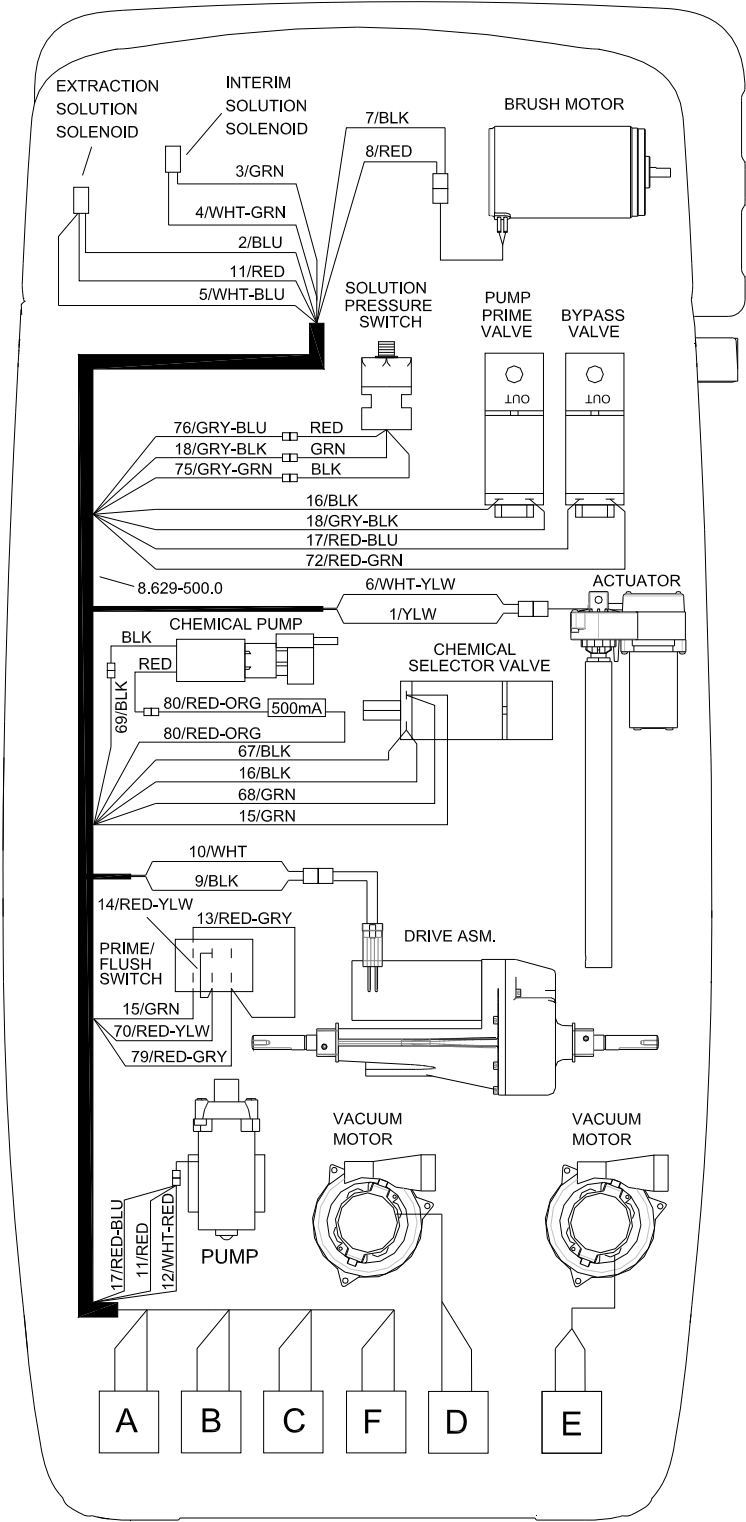 EXTRACTION
SOLUTION
SOLENOID
INTERIM
SOLUTION
SOLENOID
7/BLK
8/RED
BRUSH MOTOR
3/GRN
4/WHT-GRN
2/BLU
11/RED
5/WHT-BLU
SOLUTION
PRESSURE
SWITCH
PUMP
PRIME
VALVE
BYPASS
VALVE
OUT
OUT
76/GRY-BLU
RED
18/GRY-BLK
GRN
75/GRY-GRN
BLK
16/BLK
18/GRY-BLK
17/RED-BLU
72/RED-GRN
8.629-500.0
6/WHT-YLW
1/YLW
ACTUATOR
CHEMICAL PUMP
BLK
RED
69/BLK
80/RED-ORG
500mA
80/RED-ORG
CHEMICAL
SELECTOR VALVE
67/BLK
16/BLK
68/GRN
15/GRN
10/WHT
9/BLK
14/RED-YLW
13/RED-GRY
PRIME/
FLUSH
SWITCH
DRIVE ASM.
15/GRN
70/RED-YLW
79/RED-GRY
17/RED-BLU
11/RED
12/WHT-RED
PUMP
VACUUM
MOTOR
VACUUM
MOTOR
A
B
C
F
D
E